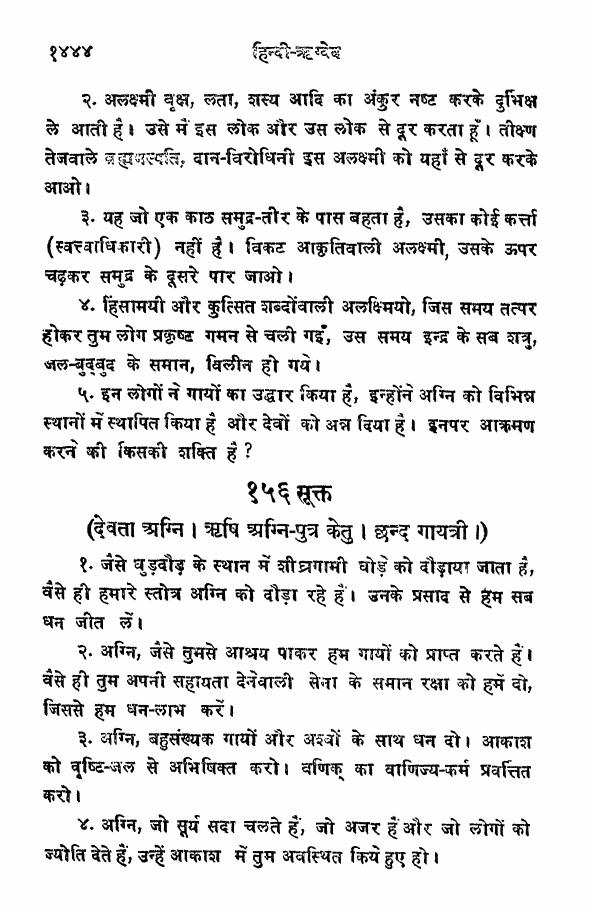 १४४४ हिन्दी-ऋग्वेद
२. अलक्ष्मी वृक्ष, लता, शस्य आदि का अंकुर नष्ट करके दुर्भिक्ष
ले आती है। उसे मैं इस लोक और उस लोक से दूर करता हूँ। तीक्ष्ण
तेजवाले ब्रह्मणस्पति, दान-विरोधिनी इस अलक्ष्मी को यहाँ से दूर करके
आओ।
३. यह जो एक काठ समुद्र-तीर के पास बहता है, उसका कोई कर्त्ता
(स्वत्त्वाधिकारी) नहीं है। विकट आकृतिवाली अलक्ष्मी, उसके ऊपर
चढ़कर समुद्र के दूसरे पार जाओ।
४. हिंसामयी और कुत्सित शब्दोंवाली अलक्ष्मियो, जिस समय तत्पर
होकर तुम लोग प्रकृष्ट गमन से चली गईं, उस समय इन्द्र के सब शत्रु,
जल-बुद्बुद के समान, विलीन हो गये।
५. इन लोगों ने गायों का उद्धार किया है, इन्होंने अग्नि को विभिन्न
स्थानों में स्थापित किया है और देवों को अन्न दिया है। इनपर आक्रमण
करने की किसकी शक्ति है?
१५६ सूक्त
(देवता अग्नि। ऋषि अग्नि-पुत्र केतु। छन्द गायत्री।)
१. जैसे घुड़दौड़ के स्थान में शीघ्रगामी घोड़े को दौड़ाया जाता है,
वैसे ही हमारे स्तोत्र अग्नि को दौड़ा रहे हैं। उनके प्रसाद से हम सब
धन जीत लें।
२. अग्नि, जैसे तुमसे आश्रय पाकर हम गायों को प्राप्त करते हैं।
वैसे ही तुम अपनी सहायता देनेवाली सेना के समान रक्षा को हमें दो,
जिससे हम धन-लाभ करें।
३. अग्नि, बहुसंख्यक गायों और अश्वों के साथ धन दो। आकाश
को वृष्टि-जल से अभिषिक्त करो। वणिक् का वाणिज्य-कर्म प्रवर्त्तित
करो।
४. अग्नि, जो सूर्य सदा चलते हैं, जो अजर हैं और जो लोगों को
ज्योति देते हैं, उन्हें आकाश में तुम अवस्थित किये हुए हो।